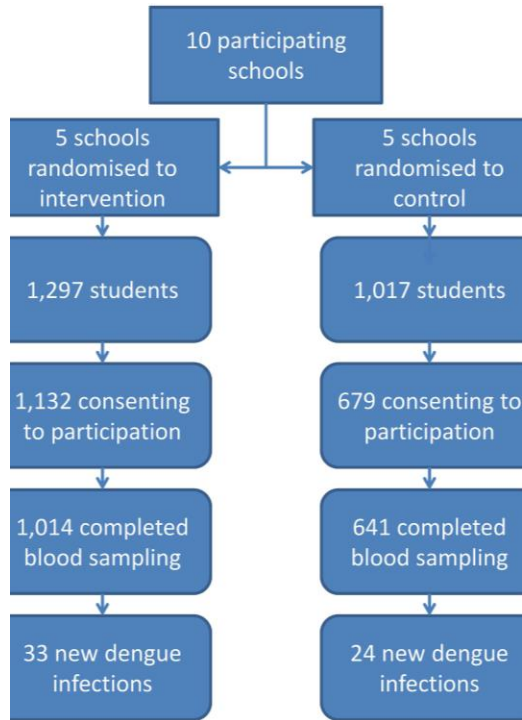 10 participating
schools
5 schools
randomised to
intervention
5 schools
randomised to
control
1,297 students
1,017 students
1,132 consenting
to participation
679 consenting to
participation
1,014 completed
blood sampling
641 completed
blood sampling
33 new dengue
infections
24 new dengue
infections